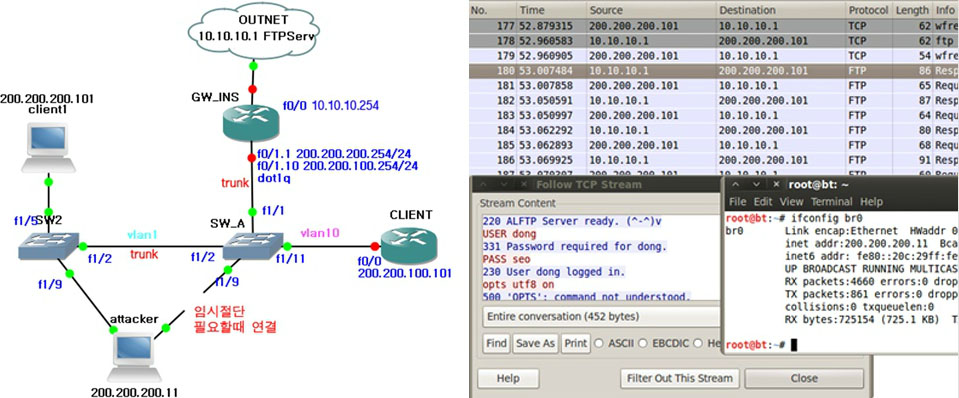 OUTNET
10.10.10.1 FTPServ
200.200.200.101
client1
GW_INS
f0/0 10.10.10.254
f0/1.1 200.200.200.254/24
f0/1.10 200.200.100.254/24
dot1q
trunk
f1/1
SW2
f1/5
vlan1
trunk
f1/2
f1/2
SW_A
vlan10
f1/11
CLIENT
f0/0
200.200.100.101
f1/9
f1/9
임시절단
필요할때 연결
attacker
200.200.200.11
No. Time Source Destination Protocol Length Info
177 52.879315 200.200.200.101 10.10.10.1 TCP 62 wfre
178 52.960583 10.10.10.1 200.200.200.101 TCP 62 ftp
179 52.960905 200.200.200.101 10.10.10.1 TCP 54 wfre
180 53.007484 10.10.10.1 200.200.200.101 FTP 86 Resp
181 53.007858 200.200.200.101 10.10.10.1 FTP 65 Requ
182 53.050591 10.10.10.1 200.200.200.101 FTP 87 Resp
183 53.050997 200.200.200.101 10.10.10.1 FTP 64 Requ
184 53.062292 10.10.10.1 200.200.200.101 FTP 80 Resp
185 53.062893 200.200.200.101 10.10.10.1 FTP 68 Requ
186 53.069925 10.10.10.1 200.200.200.101 FTP 91 Resp
Follow TCP Stream
Stream Content
220 ALFTP Server ready. (^-^)v
USER dong
331 Password required for dong.
PASS seo
230 User dong logged in.
opts utf8 on
500 'OPTS': command not understood.
Entire conversation (452 bytes)
Find Save As Print ASCII EBCDIC He
Help Filter Out This Stream Close
root@bt: ~
File Edit View Terminal Help
root@bt:~# ifconfig br0
br0 Link encap:Ethernet HWaddr 0
inet addr:200.200.200.11 Bca
inet6 addr: fe80::20c:29ff:fe
UP BROADCAST RUNNING MULTICAS
RX packets:4660 errors:0 drop
TX packets:861 errors:0 dropp
collisions:0 txqueuelen:0
RX bytes:725154 (725.1 KB) T
root@bt:~#